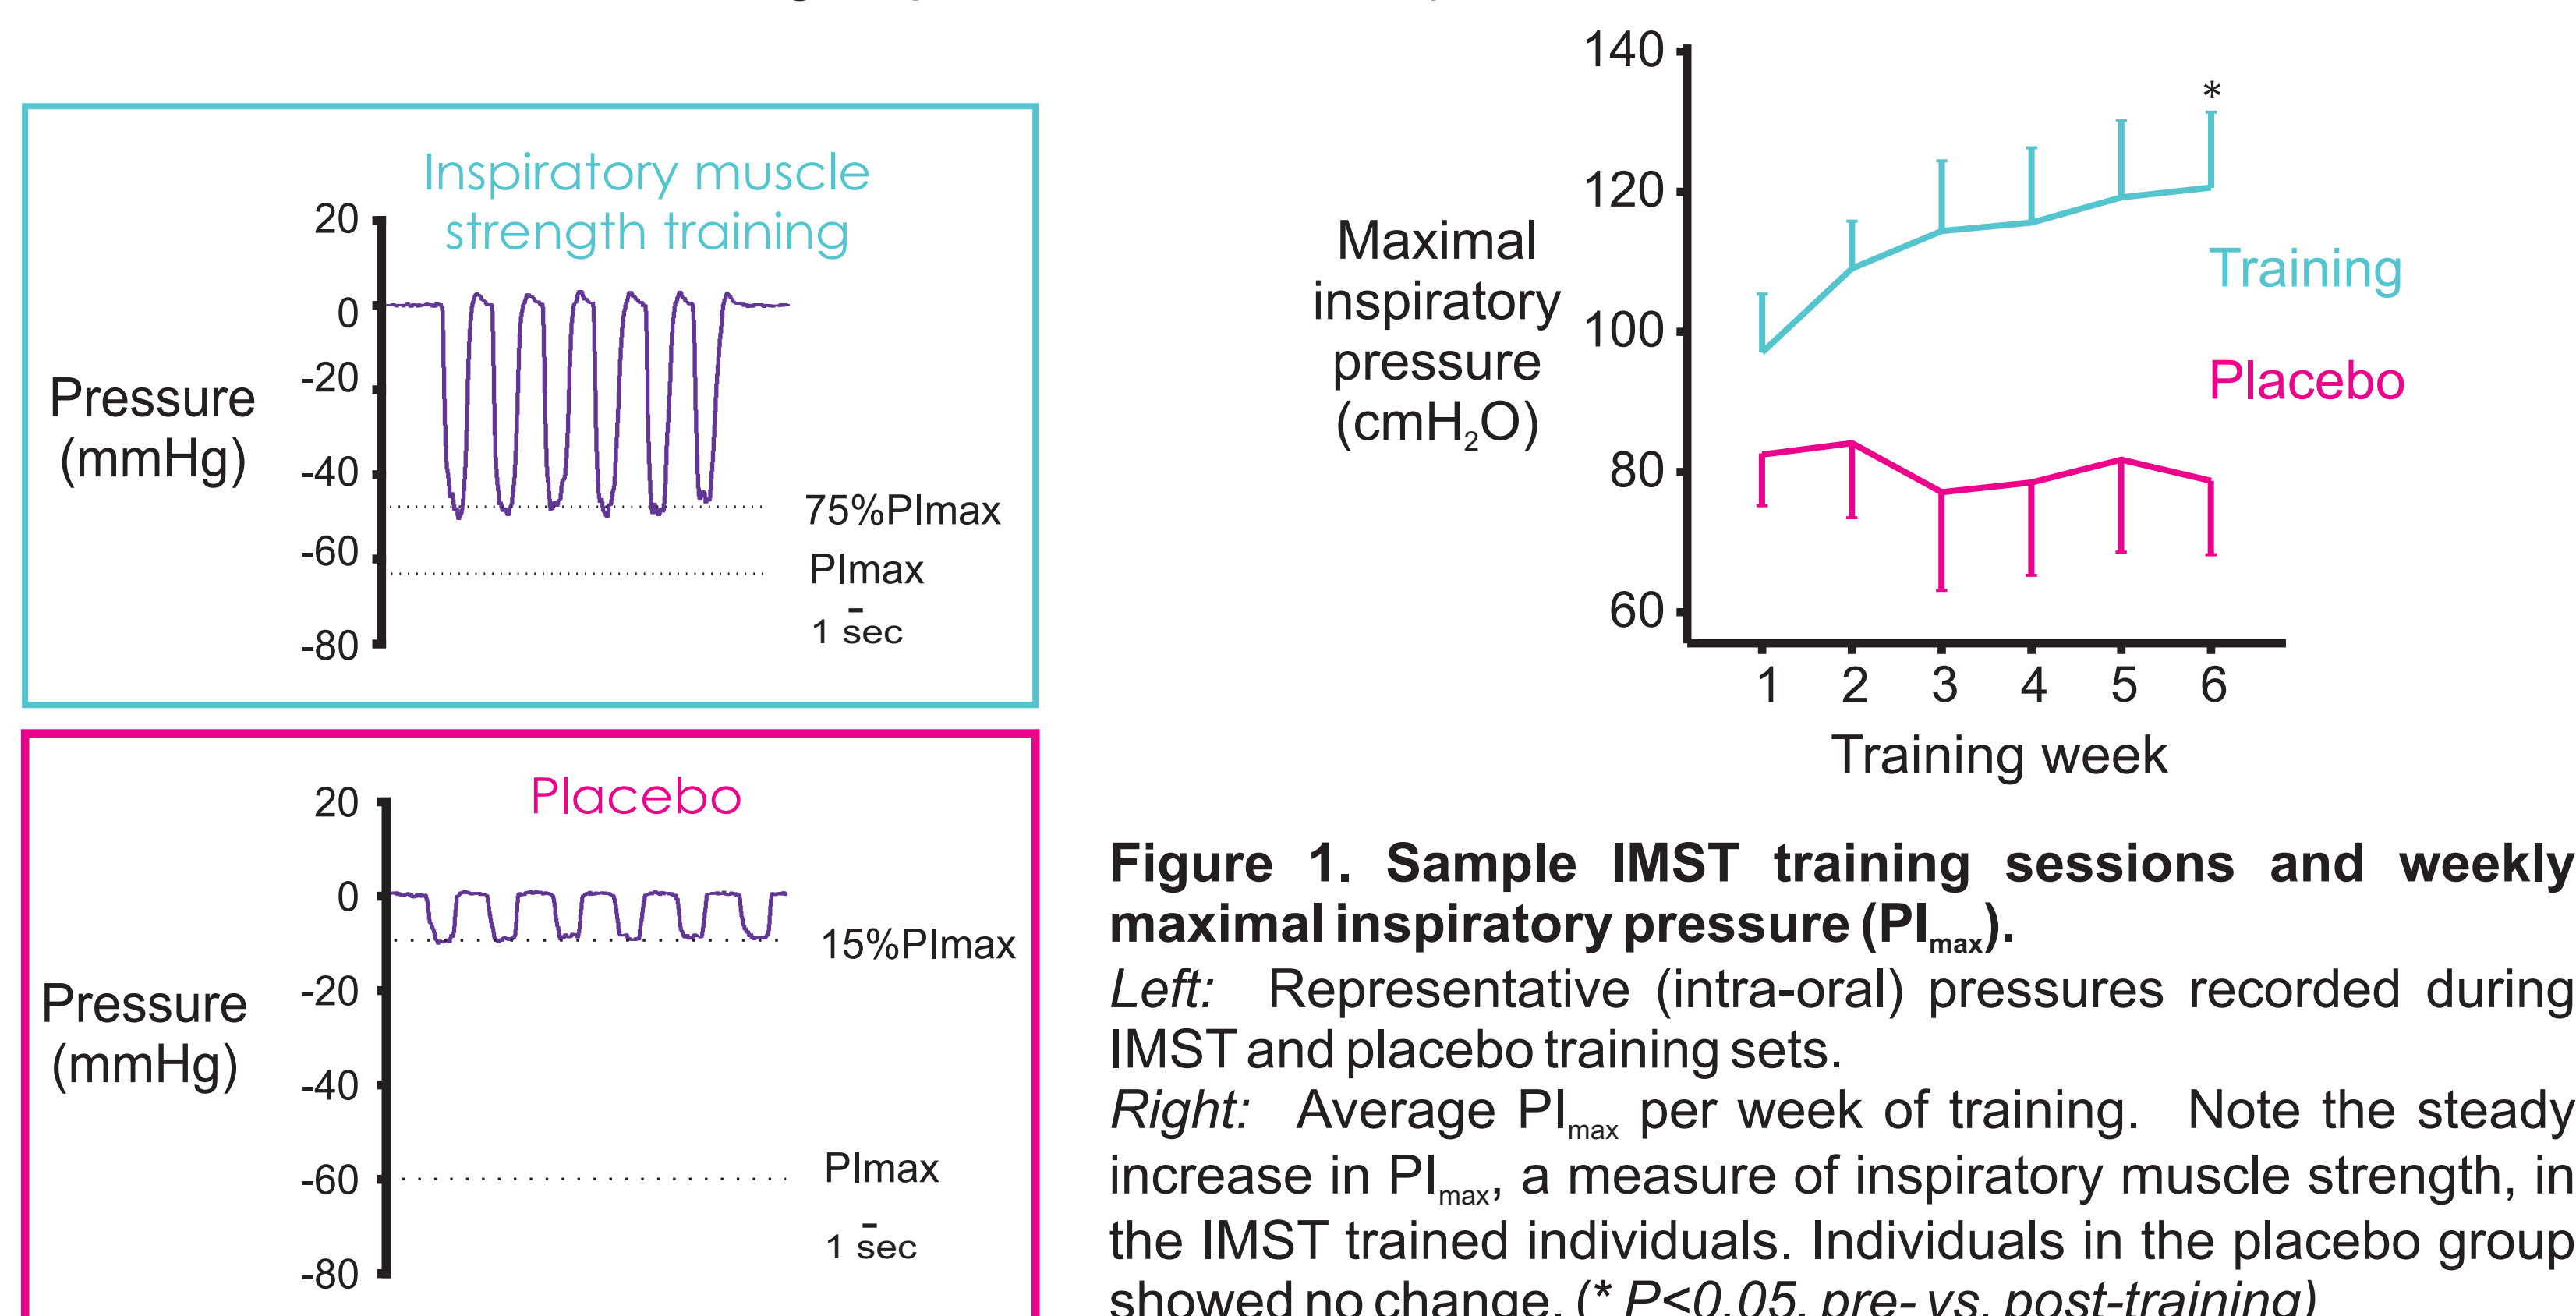 Inspiratory muscle
strength training
20
0
-20
-40
-60
-80
Pressure
(mmHg)
75%PImax
PImax
1 sec
Placebo
20
0
-20
-40
-60
-80
Pressure
(mmHg)
15%PImax
PImax
1 sec
140
120
100
80
60
Maximal
inspiratory
pressure
(cmH₂O)
*
Training
Placebo
1 2 3 4 5 6
Training week
Figure 1. Sample IMST training sessions and weekly
maximal inspiratory pressure (PImax).
Left: Representative (intra-oral) pressures recorded during
IMST and placebo training sets.
Right: Average PImax per week of training. Note the steady
increase in PImax, a measure of inspiratory muscle strength, in
the IMST trained individuals. Individuals in the placebo group
showed no change. (* P<0.05, pre- vs. post-training)